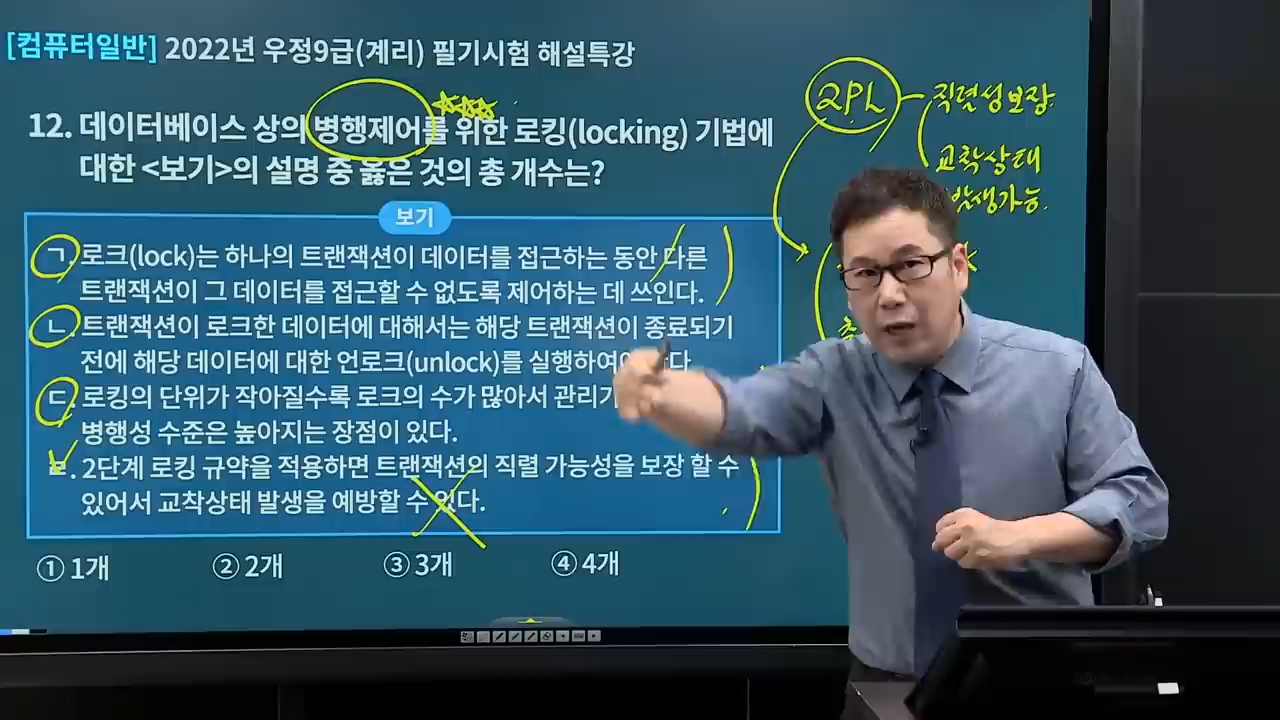 [컴퓨터일반] 2022년 우정9급(계리) 필기시험 해설특강
12. 데이터베이스 상의 병행제어를 위한 로킹(locking) 기법에
대한 <보기>의 설명 중 옳은 것의 총 개수는?
보기
ㄱ. 로크(lock)는 하나의 트랜잭션이 데이터를 접근하는 동안 다른
트랜잭션이 그 데이터를 접근할 수 없도록 제어하는 데 쓰인다.
ㄴ. 트랜잭션이 로크한 데이터에 대해서는 해당 트랜잭션이 종료되기
전에 해당 데이터에 대한 언로크(unlock)를 실행하여야
ㄷ. 로킹의 단위가 작아질수록 로크의 수가 많아서 관리가
병행성 수준은 높아지는 장점이 있다.
ㄹ. 2단계 로킹 규약을 적용하면 트랜잭션의 직렬 가능성을 보장 할 수
있어서 교착상태 발생을 예방할 수 있다.
① 1개 ② 2개 ③ 3개 ④ 4개
2PL 직렬성보장
교착상태
발생가능.